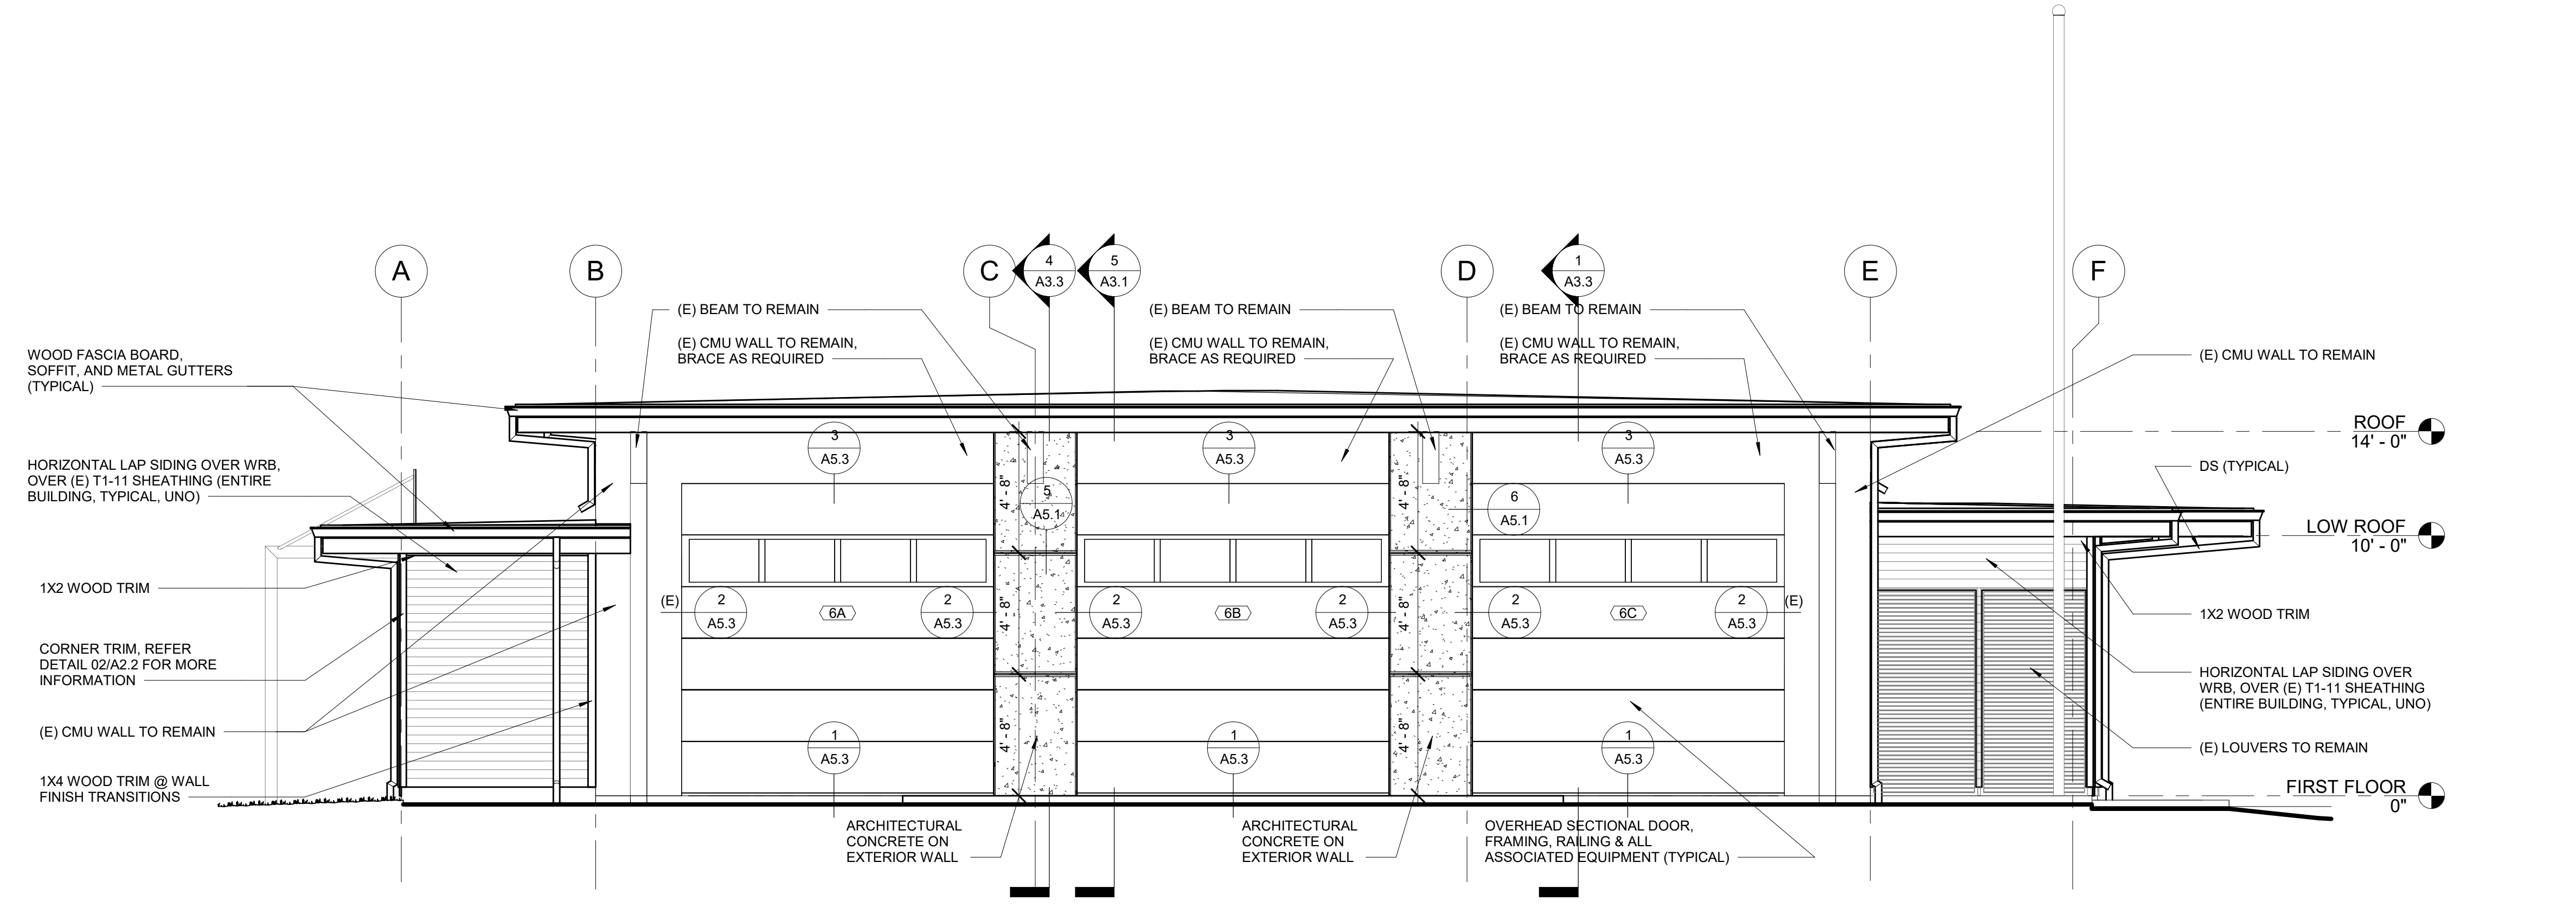 A
B
C
4
A3.3
5
A3.1
D
1
A3.3
E
F
(E) BEAM TO REMAIN
(E) CMU WALL TO REMAIN,
BRACE AS REQUIRED
(E) BEAM TO REMAIN
(E) CMU WALL TO REMAIN,
BRACE AS REQUIRED
(E) BEAM TO REMAIN
(E) CMU WALL TO REMAIN,
BRACE AS REQUIRED
WOOD FASCIA BOARD,
SOFFIT, AND METAL GUTTERS
(TYPICAL)
HORIZONTAL LAP SIDING OVER WRB,
OVER (E) T1-11 SHEATHING (ENTIRE
BUILDING, TYPICAL, UNO)
1X2 WOOD TRIM
CORNER TRIM, REFER
DETAIL 02/A2.2 FOR MORE
INFORMATION
(E) CMU WALL TO REMAIN
1X4 WOOD TRIM @ WALL
FINISH TRANSITIONS
3
A5.3
3
A5.3
3
A5.3
4' - 8"
5
A5.1
4' - 8"
6
A5.1
(E)
2
A5.3
6A
2
A5.3
4' - 8"
2
A5.3
6B
2
A5.3
4' - 8"
2
A5.3
6C
2
A5.3
(E)
1
A5.3
4' - 8"
1
A5.3
4' - 8"
1
A5.3
ARCHITECTURAL
CONCRETE ON
EXTERIOR WALL
ARCHITECTURAL
CONCRETE ON
EXTERIOR WALL
OVERHEAD SECTIONAL DOOR,
FRAMING, RAILING & ALL
ASSOCIATED EQUIPMENT (TYPICAL)
(E) CMU WALL TO REMAIN
ROOF
14' - 0"
DS (TYPICAL)
LOW ROOF
10' - 0"
1X2 WOOD TRIM
HORIZONTAL LAP SIDING OVER
WRB, OVER (E) T1-11 SHEATHING
(ENTIRE BUILDING, TYPICAL, UNO)
(E) LOUVERS TO REMAIN
FIRST FLOOR
0"